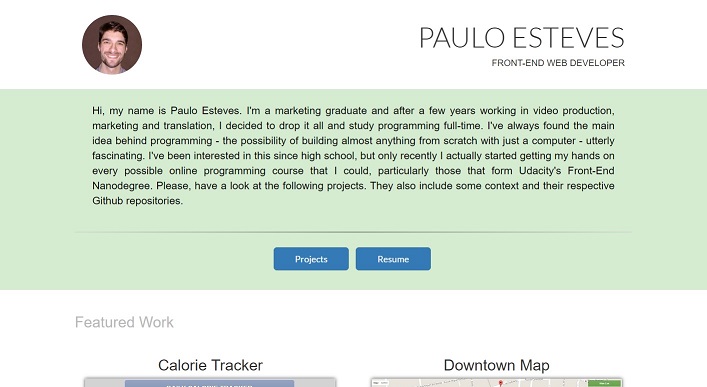 PAULO ESTEVES
FRONT-END WEB DEVELOPER
Hi, my name is Paulo Esteves. I'm a marketing graduate and after a few years working in video production,
marketing and translation, I decided to drop it all and study programming full-time. I've always found the main
idea behind programming - the possibility of building almost anything from scratch with just a computer - utterly
fascinating. I've been interested in this since high school, but only recently I actually started getting my hands on
every possible online programming course that I could, particularly those that form Udacity's Front-End
Nanodegree. Please, have a look at the following projects. They also include some context and their respective
Github repositories.
Projects Resume
Featured Work
Calorie Tracker Downtown Map